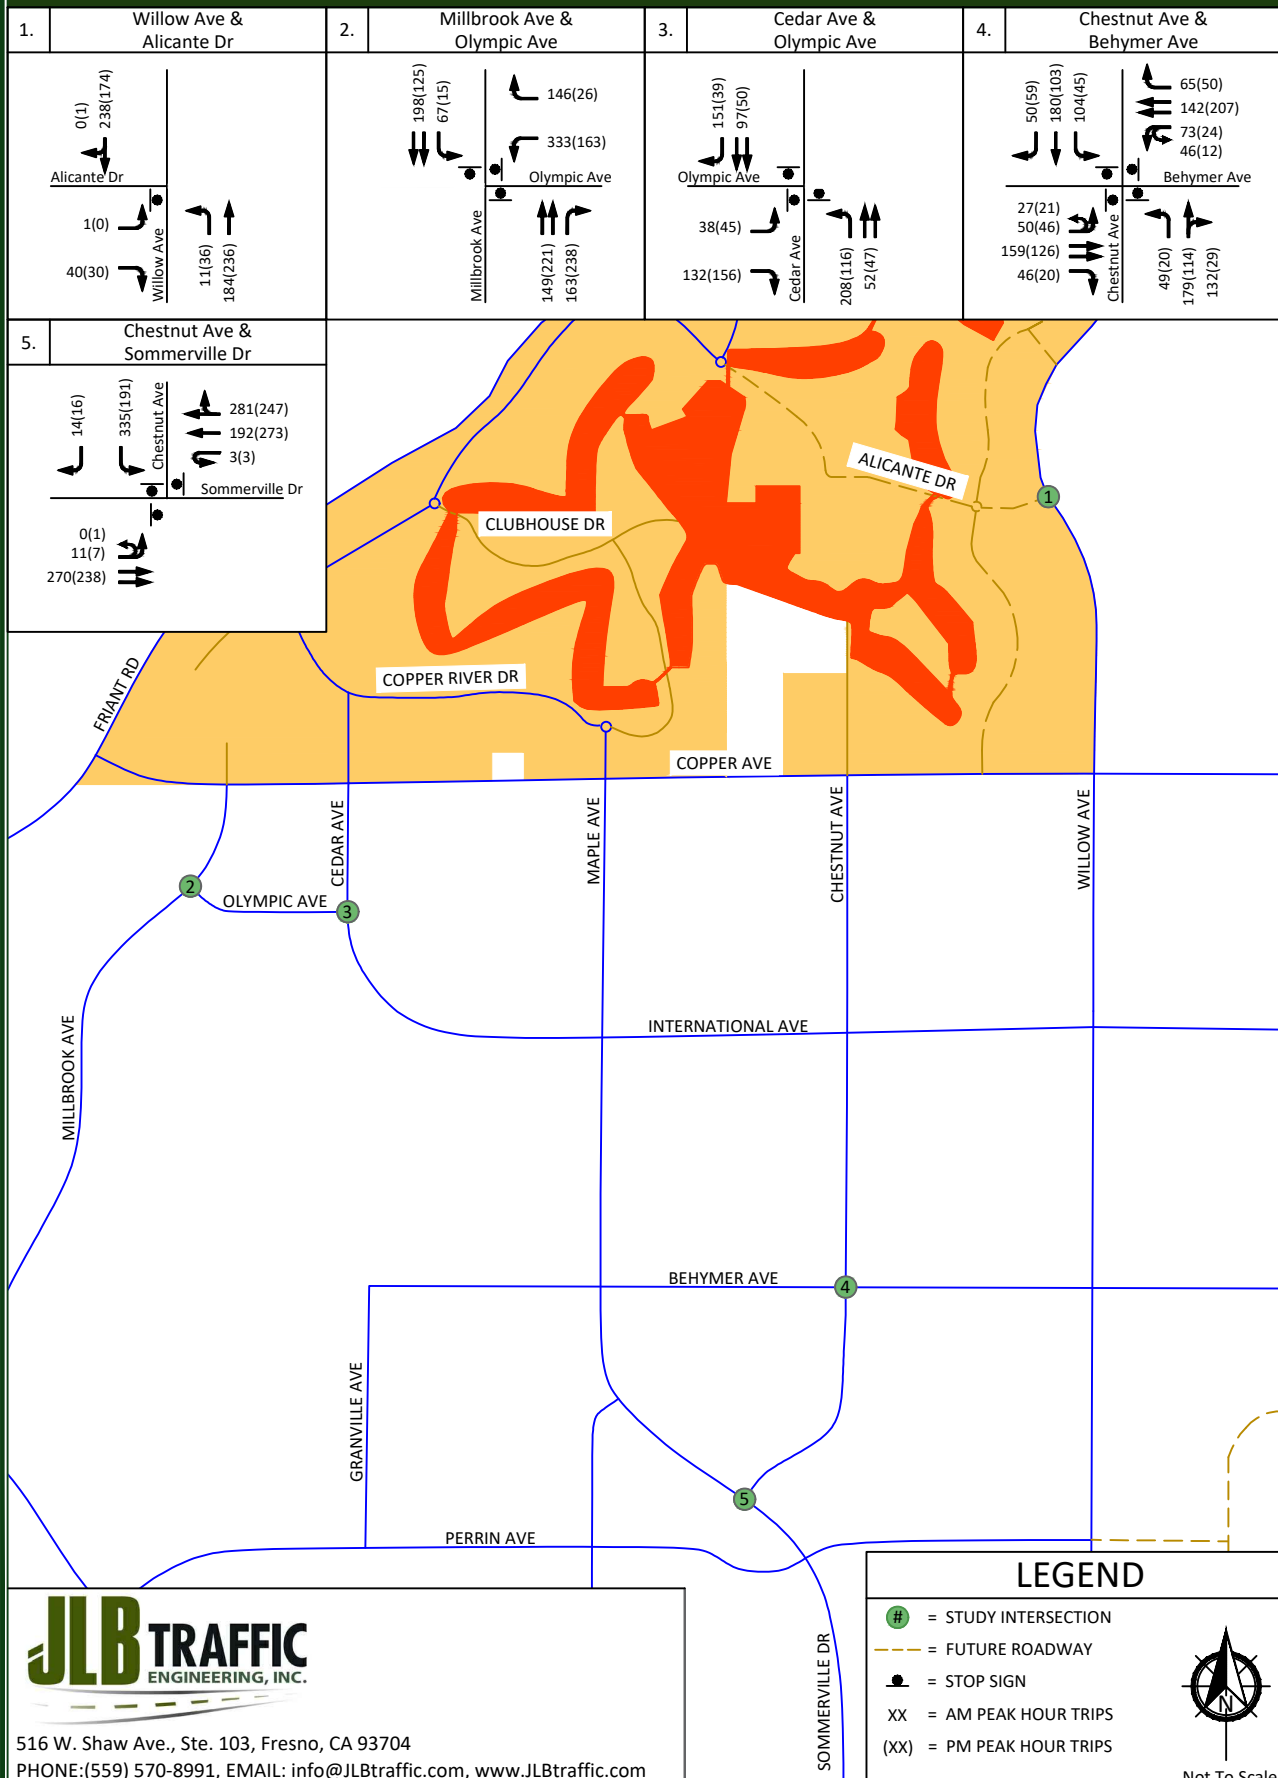 1.
Willow Ave &
Alicante Dr
0(1)
238(174)
Alicante Dr
1(0)
40(30)
Willow Ave
11(36)
184(236)
2.
Millbrook Ave &
Olympic Ave
198(125)
67(15)
146(26)
333(163)
Olympic Ave
Millbrook Ave
149(221)
163(238)
3.
Cedar Ave &
Olympic Ave
151(39)
97(50)
Olympic Ave
38(45)
132(156)
Cedar Ave
208(116)
52(47)
4.
Chestnut Ave &
Behymer Ave
50(59)
180(103)
104(45)
65(50)
142(207)
73(24)
46(12)
Behymer Ave
27(21)
50(46)
159(126)
46(20)
Chestnut Ave
49(20)
179(114)
132(29)
5.
Chestnut Ave &
Sommerville Dr
14(16)
335(191)
Chestnut Ave
281(247)
192(273)
3(3)
Sommerville Dr
0(1)
11(7)
270(238)
ALICANTE DR
1
CLUBHOUSE DR
FRIANT RD
COPPER RIVER DR
COPPER AVE
CEDAR AVE
MAPLE AVE
CHESTNUT AVE
WILLOW AVE
2
OLYMPIC AVE
3
MILLBROOK AVE
INTERNATIONAL AVE
BEHYMER AVE
4
GRANVILLE AVE
5
PERRIN AVE
SOMMERVILLE DR
JLB TRAFFIC
ENGINEERING, INC.
516 W. Shaw Ave., Ste. 103, Fresno, CA 93704
PHONE:(559) 570-8991, EMAIL: info@JLBtraffic.com, www.JLBtraffic.com
LEGEND
# = STUDY INTERSECTION
= FUTURE ROADWAY
= STOP SIGN
XX = AM PEAK HOUR TRIPS
(XX) = PM PEAK HOUR TRIPS
N
Not To Scale